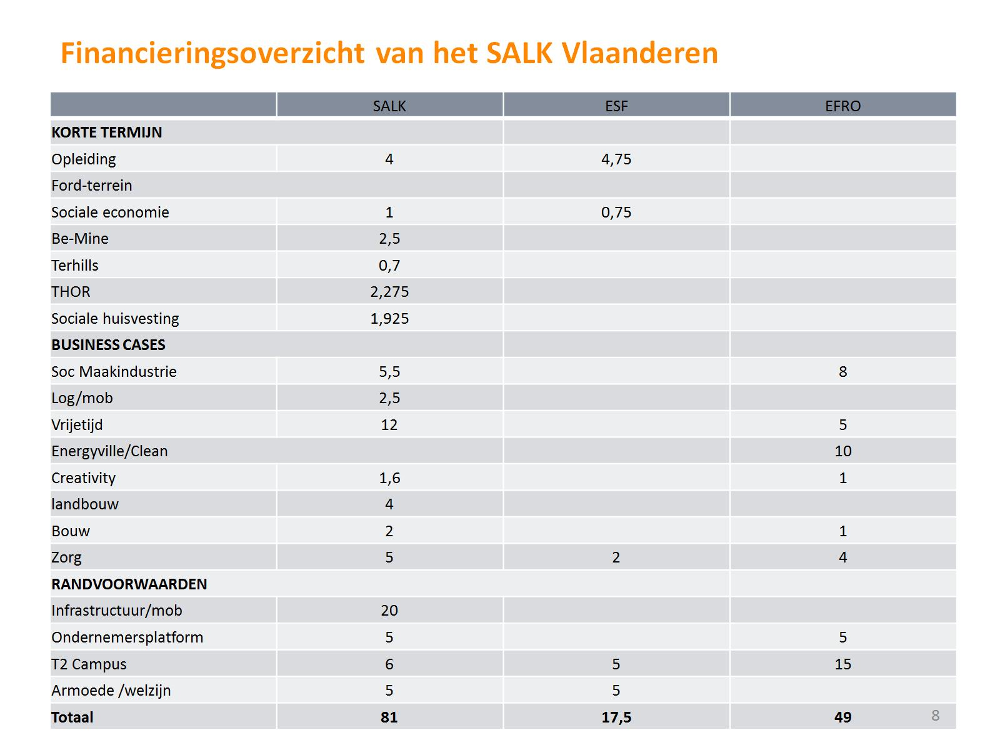 Financieringsoverzicht van het SALK Vlaanderen
SALK ESF EFRO
KORTE TERMIJN
Opleiding 4 4,75
Ford-terrein
Sociale economie 1 0,75
Be-Mine 2,5
Terhills 0,7
THOR 2,275
Sociale huisvesting 1,925
BUSINESS CASES
Soc Maakindustrie 5,5 8
Log/mob 2,5
Vrijetijd 12 5
Energyville/Clean 10
Creativity 1,6 1
landbouw 4
Bouw 2 1
Zorg 5 2 4
RANDVOORWAARDEN
Infrastructuur/mob 20
Ondernemersplatform 5 5
T2 Campus 6 5 15
Armoede /welzijn 5 5
Totaal 81 17,5 49
8